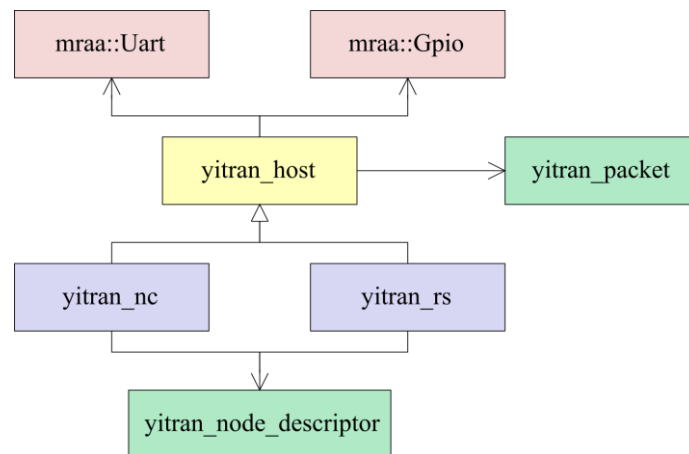 mraa::Uart
mraa::Gpio
yitran_host
yitran_packet
yitran_nc
yitran_rs
yitran_node_descriptor